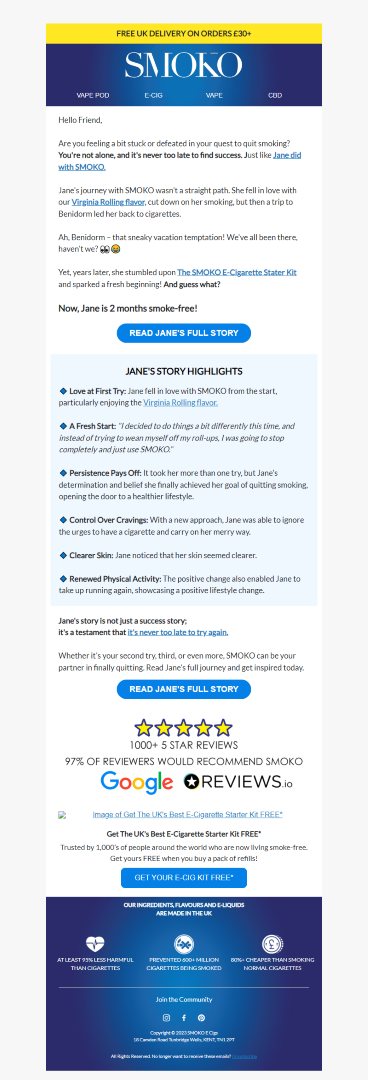 FREE UK DELIVERY ON ORDERS £30+
SMOKO
VAPE POD E-CIG VAPE CBD
Hello Friend,
Are you feeling a bit stuck or defeated in your quest to quit smoking?
You're not alone, and it's never too late to find success. Just like Jane did
with SMOKO.
Jane's journey with SMOKO wasn't a straight path. She fell in love with
our Virginia Rolling flavor, cut down on her smoking, but then a trip to
Benidorm led her back to cigarettes.
Ah, Benidorm – that sneaky vacation temptation! We've all been there,
haven't we? 👀🤣
Yet, years later, she stumbled upon The SMOKO E-Cigarette Stater Kit
and sparked a fresh beginning! And guess what?
Now, Jane is 2 months smoke-free!
READ JANE'S FULL STORY
JANE'S STORY HIGHLIGHTS
Love at First Try: Jane fell in love with SMOKO from the start,
particularly enjoying the Virginia Rolling flavor.
A Fresh Start: "I decided to do things a bit differently this time, and
instead of trying to wean myself off my roll-ups, I was going to stop
completely and just use SMOKO."
Persistence Pays Off: It took her more than one try, but Jane's
determination and belief she finally achieved her goal of quitting smoking,
opening the door to a healthier lifestyle.
Control Over Cravings: With a new approach, Jane was able to ignore
the urges to have a cigarette and carry on her merry way.
Clearer Skin: Jane noticed that her skin seemed clearer.
Renewed Physical Activity: The positive change also enabled Jane to
take up running again, showcasing a positive lifestyle change.
Jane's story is not just a success story;
it's a testament that it's never too late to try again.
Whether it's your second try, third, or even more, SMOKO can be your
partner in finally quitting. Read Jane's full journey and get inspired today.
READ JANE'S FULL STORY
1000+ 5 STAR REVIEWS
97% OF REVIEWERS WOULD RECOMMEND SMOKO
Google REVIEWS.io
Image of Get The UK's Best E-Cigarette Starter Kit FREE*
Get The UK's Best E-Cigarette Starter Kit FREE*
Trusted by 1,000's of people around the world who are now living smoke-free.
Get yours FREE when you buy a pack of refills!
GET YOUR E-CIG KIT FREE*
OUR INGREDIENTS, FLAVOURS AND E-LIQUIDS
ARE MADE IN THE UK
AT LEAST 95% LESS HARMFUL
THAN CIGARETTES
PREVENTED 600+ MILLION
CIGARETTES BEING SMOKED
80%+ CHEAPER THAN SMOKING
NORMAL CIGARETTES
Join the Community
Copyright © 2023 SMOKO E Cigs
18 Camden Road Tunbridge Wells, KENT, TN1 2PT
All Rights Reserved. No longer want to receive these emails?